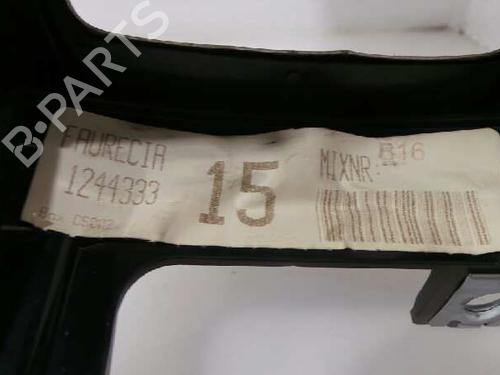 B-PARTS
FAURECIA
1244333
15
MIXNR.
B16